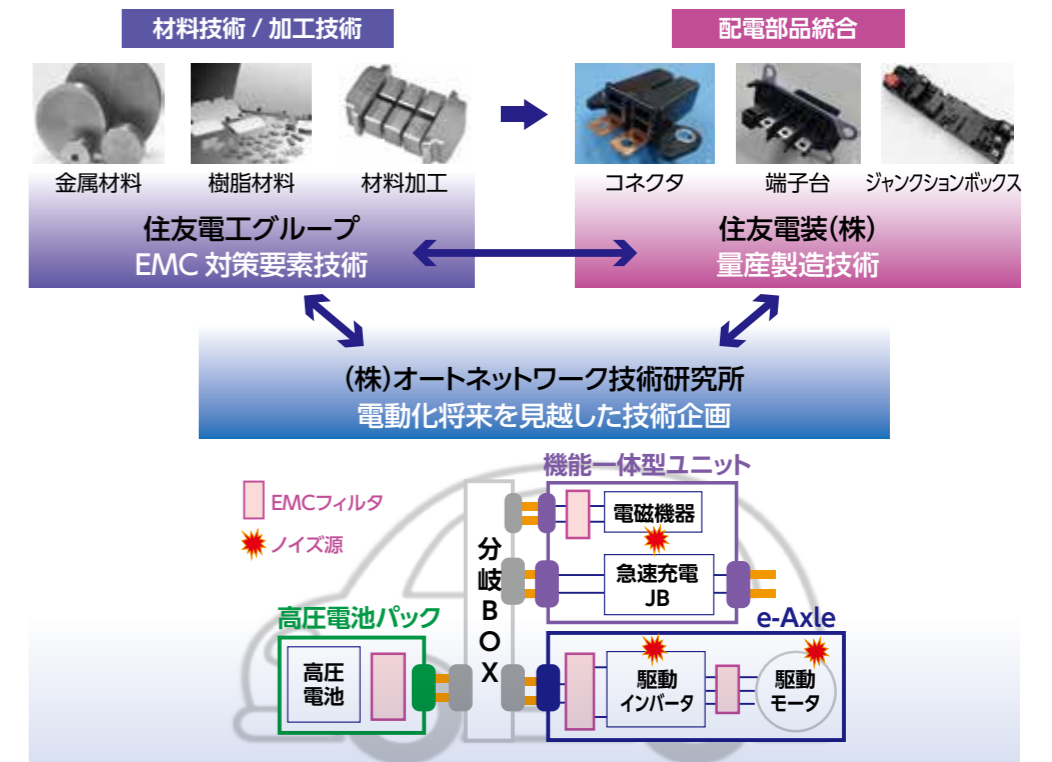 材料技術 / 加工技術
配電部品統合
金属材料
樹脂材料
材料加工
コネクタ
端子台
ジャンクションボックス
住友電工グループ
EMC 対策要素技術
住友電装(株)
量産製造技術
(株)オートネットワーク技術研究所
電動化将来を見越した技術企画
機能一体型ユニット
EMCフィルタ
ノイズ源
電磁機器
分岐BOX
急速充電
JB
高圧電池パック
e-Axle
高圧
電池
駆動
インバータ
駆動
モータ